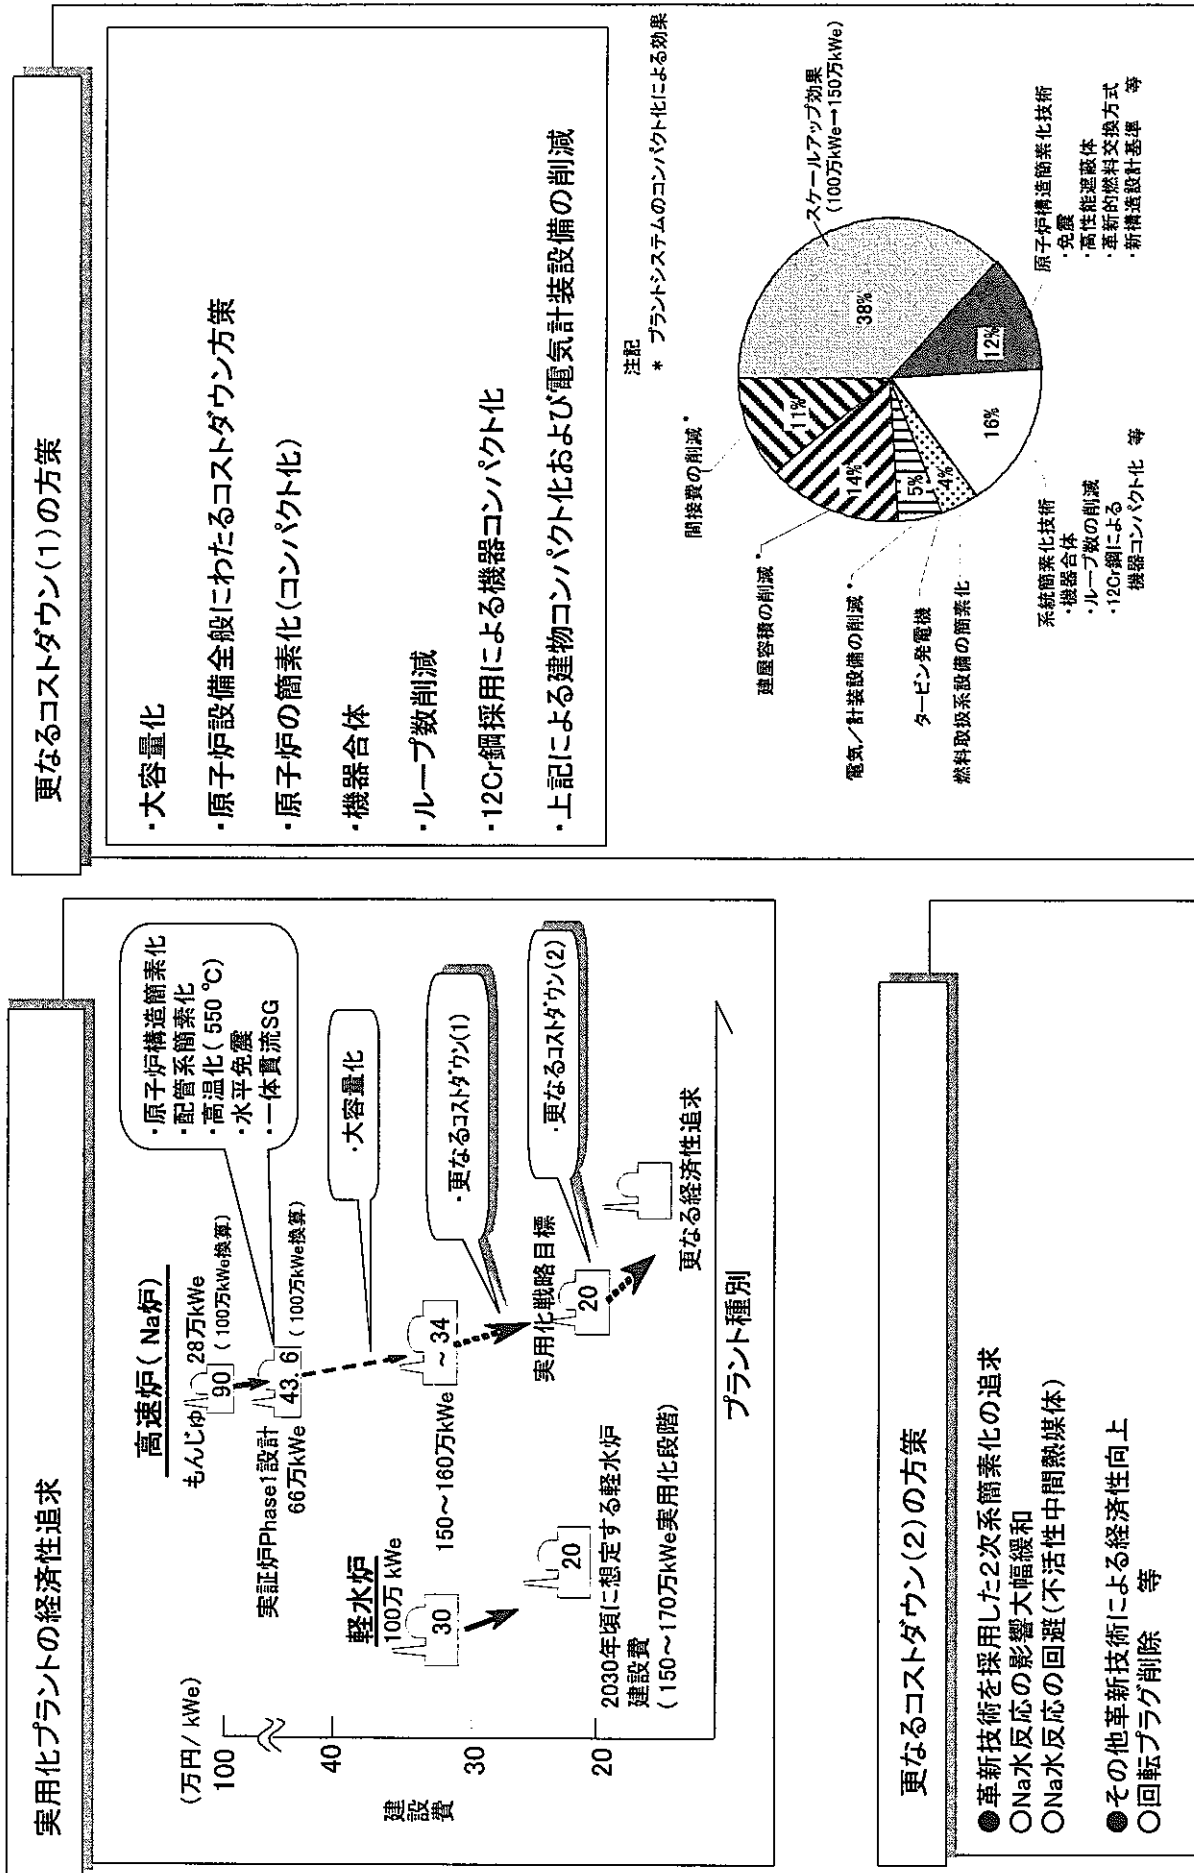 実用化プラントの経済性追求
(万円/ kWe)
100
40
30
20
建設費
高速炉( Na炉)
もんじゅ 28万kWe
90
(100万kWe換算)
実証炉Phase1設計
66万kWe
43. 6
( 100万kWe換算)
・原子炉構造簡素化
・配管系簡素化
・高温化( 550 ℃)
・水平免震
・一体貫流SG
・大容量化
軽水炉
100万 kWe
30
150～160万kWe
～ 34
・更なるコストダウン(1)
実用化戦略目標
20
・更なるコストダウン(2)
20
2030年頃に想定する軽水炉
建設費
( 150～170万kWe実用化段階)
更なる経済性追求
プラント種別
更なるコストダウン(1)の方策
・大容量化
・原子炉設備全般にわたるコストダウン方策
・原子炉の簡素化(コンパクト化)
・機器合体
・ループ数削減
・12Cr鋼採用による機器コンパクト化
・上記による建物コンパクト化および電気計装設備の削減
注記
* プラントシステムのコンパクト化による効果
間接費の削減*
建屋容積の削減*
電気／計装設備の削減*
タービン発電機
燃料取扱系設備の簡素化
11%
14%
5%
4%
16%
12%
38%
スケールアップ効果
(100万kWe→150万kWe)
系統簡素化技術
・機器合体
・ループ数の削減
・12Cr鋼による
機器コンパクト化 等
原子炉構造簡素化技術
・免震
・高性能遮蔽体
・革新的燃料交換方式
・新構造設計基準 等
更なるコストダウン(2)の方策
●革新技術を採用した2次系簡素化の追求
○Na水反応の影響大幅緩和
○Na水反応の回避(不活性中間熱媒体)
●その他革新技術による経済性向上
○回転プラグ削除 等